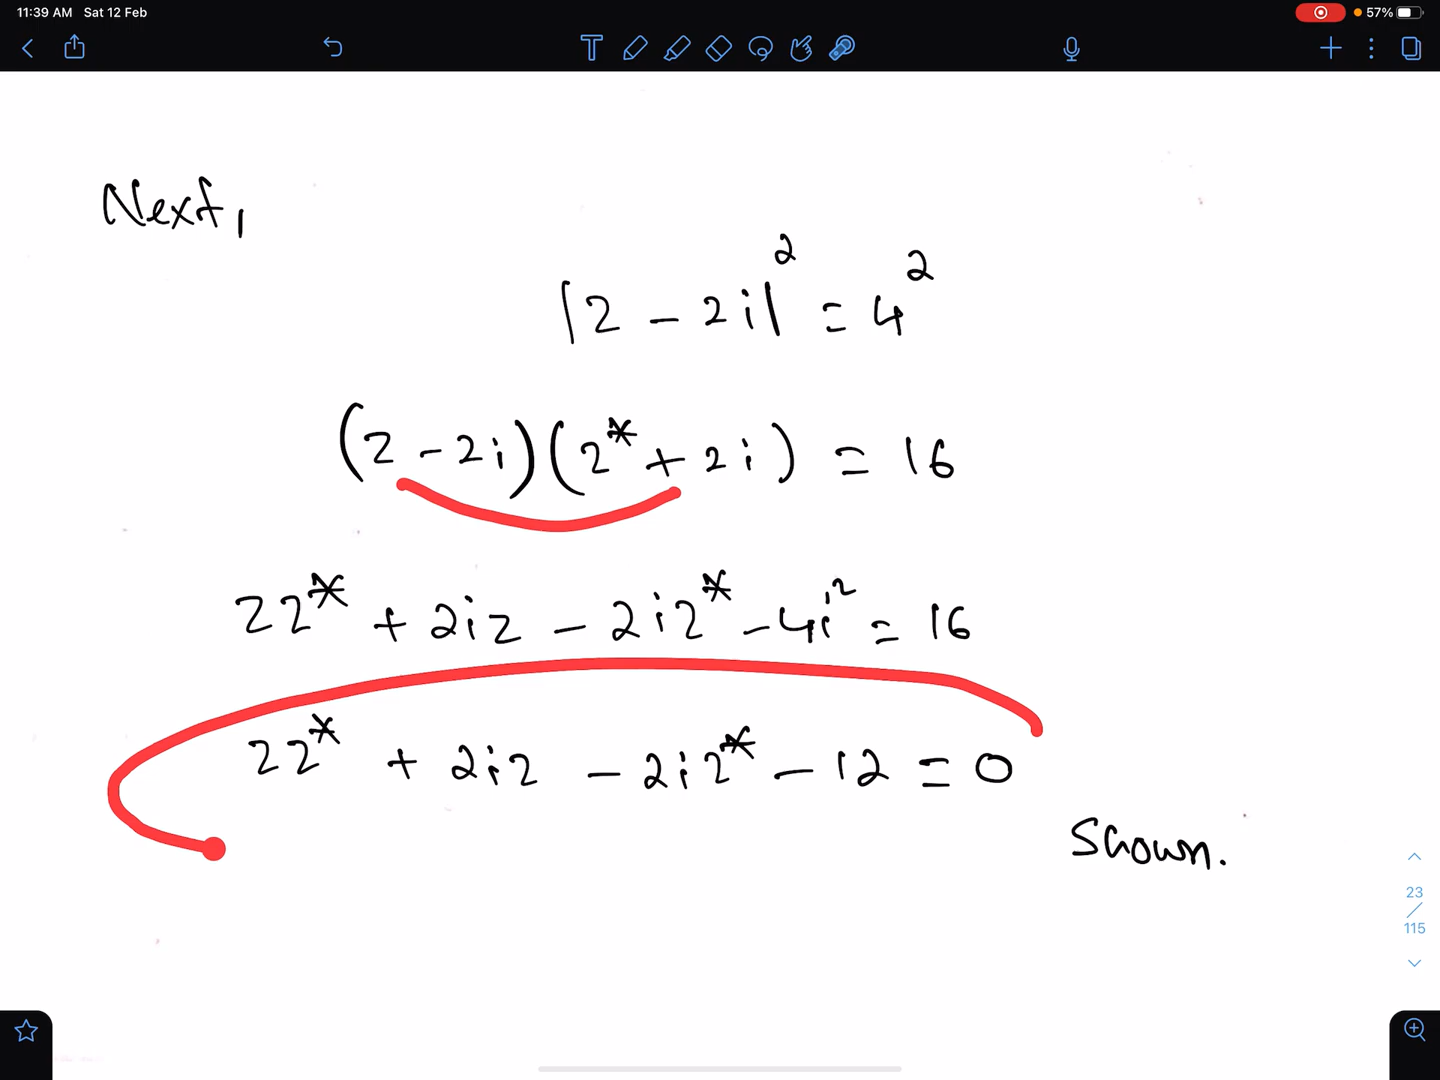 11:39 AM Sat 12 Feb
57%
Next,
|z - 2i|² = 4²
(z - 2i)(z* + 2i) = 16
zz* + 2iz - 2iz* - 4i² = 16
zz* + 2iz - 2iz* - 12 = 0
Shown.
23
/
115